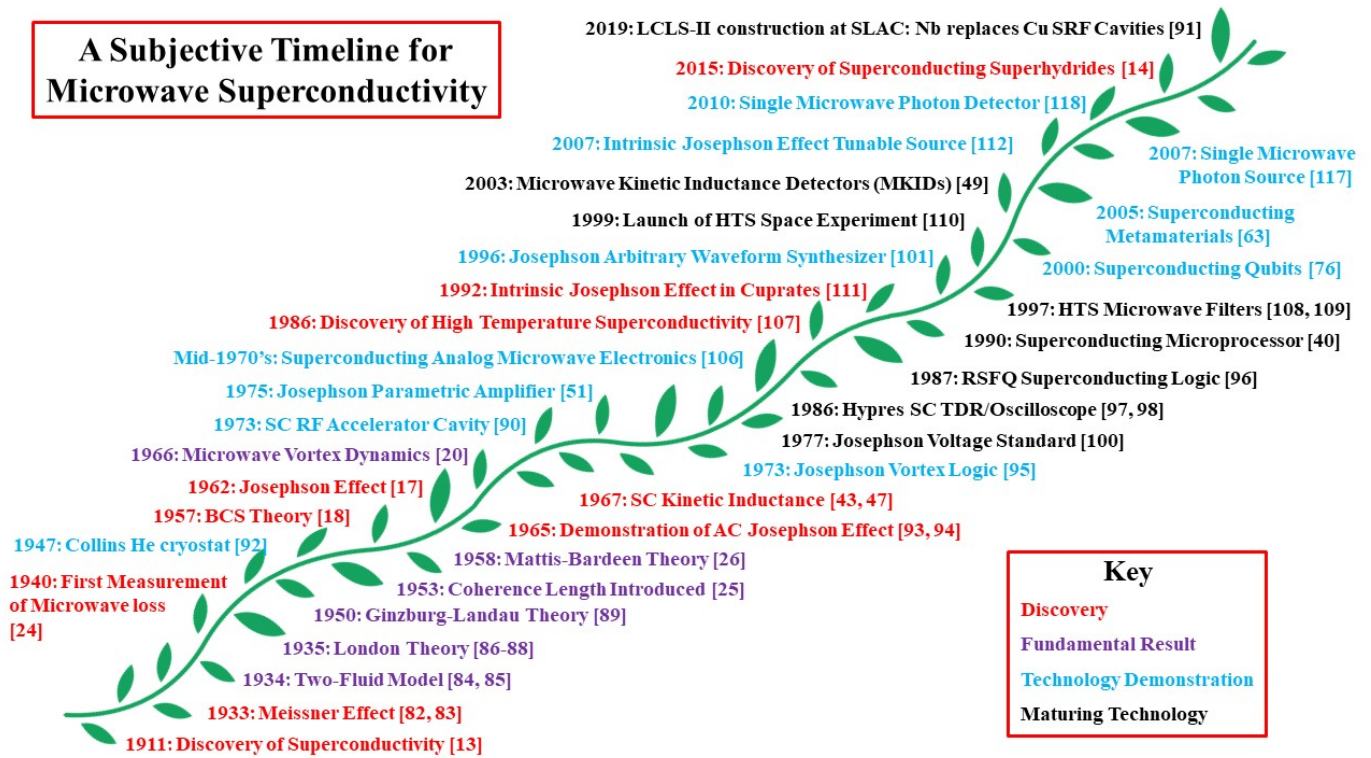 A Subjective Timeline for
Microwave Superconductivity
2019: LCLS-II construction at SLAC: Nb replaces Cu SRF Cavities [91]
2015: Discovery of Superconducting Superhydrides [14]
2010: Single Microwave Photon Detector [118]
2007: Intrinsic Josephson Effect Tunable Source [112]
2007: Single Microwave
Photon Source [117]
2003: Microwave Kinetic Inductance Detectors (MKIDs) [49]
2005: Superconducting
Metamaterials [63]
1999: Launch of HTS Space Experiment [110]
1996: Josephson Arbitrary Waveform Synthesizer [101]
2000: Superconducting Qubits [76]
1992: Intrinsic Josephson Effect in Cuprates [111]
1997: HTS Microwave Filters [108, 109]
1986: Discovery of High Temperature Superconductivity [107]
1990: Superconducting Microprocessor [40]
Mid-1970's: Superconducting Analog Microwave Electronics [106]
1987: RSFQ Superconducting Logic [96]
1975: Josephson Parametric Amplifier [51]
1986: Hypres SC TDR/Oscilloscope [97, 98]
1973: SC RF Accelerator Cavity [90]
1977: Josephson Voltage Standard [100]
1966: Microwave Vortex Dynamics [20]
1973: Josephson Vortex Logic [95]
1962: Josephson Effect [17]
1967: SC Kinetic Inductance [43, 47]
1957: BCS Theory [18]
1965: Demonstration of AC Josephson Effect [93, 94]
1947: Collins He cryostat [92]
1958: Mattis-Bardeen Theory [26]
1940: First Measurement
of Microwave loss
[24]
1953: Coherence Length Introduced [25]
1950: Ginzburg-Landau Theory [89]
1935: London Theory [86-88]
1934: Two-Fluid Model [84, 85]
1933: Meissner Effect [82, 83]
1911: Discovery of Superconductivity [13]
Key
Discovery
Fundamental Result
Technology Demonstration
Maturing Technology